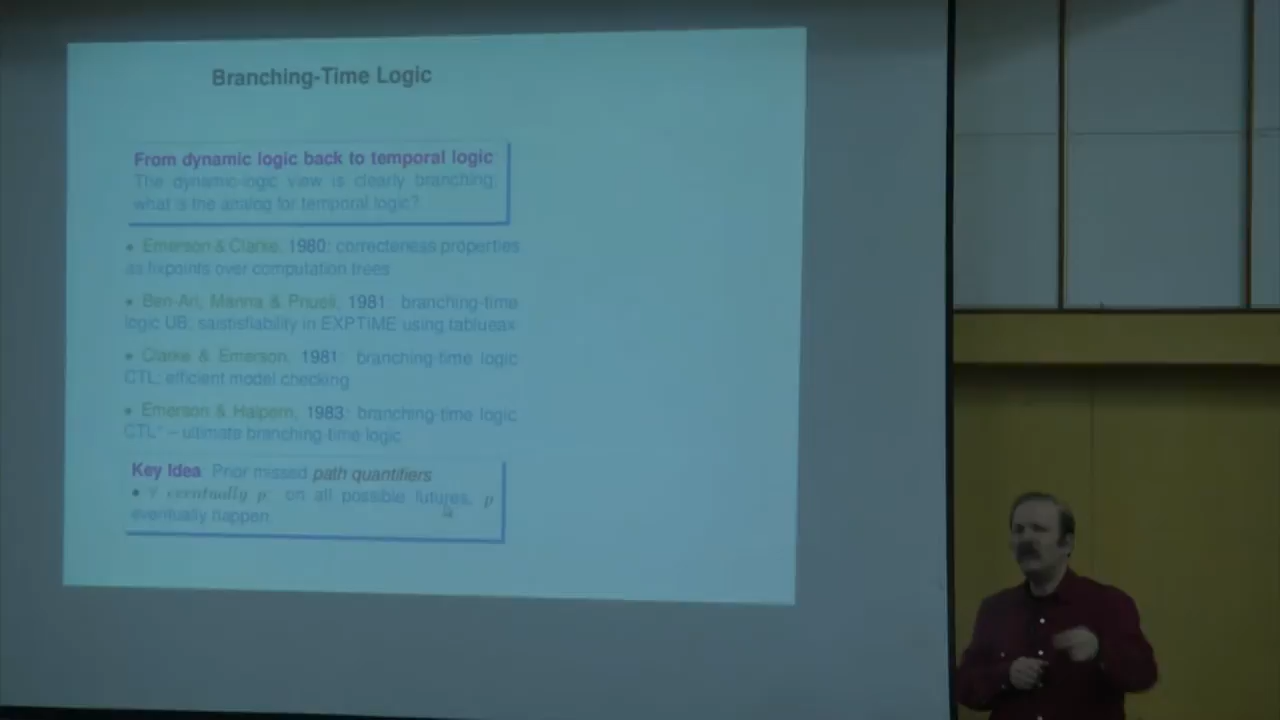 Branching-Time Logic
From dynamic logic back to temporal logic
The dynamic-logic view is clearly branching;
what is the analog for temporal logic?
• Emerson & Clarke, 1980: correcteness properties
as fixpoints over computation trees
• Ben-Ari, Manna & Pnueli, 1981: branching-time
logic UB; saistisfiability in EXPTIME using tablueax
• Clarke & Emerson, 1981: branching-time logic
CTL; efficient model checking
• Emerson & Halpern, 1983: branching-time logic
CTL* – ultimate branching-time logic
Key Idea: Prior missed path quantifiers
• ∀ eventually p: on all possible futures, p
eventually happen